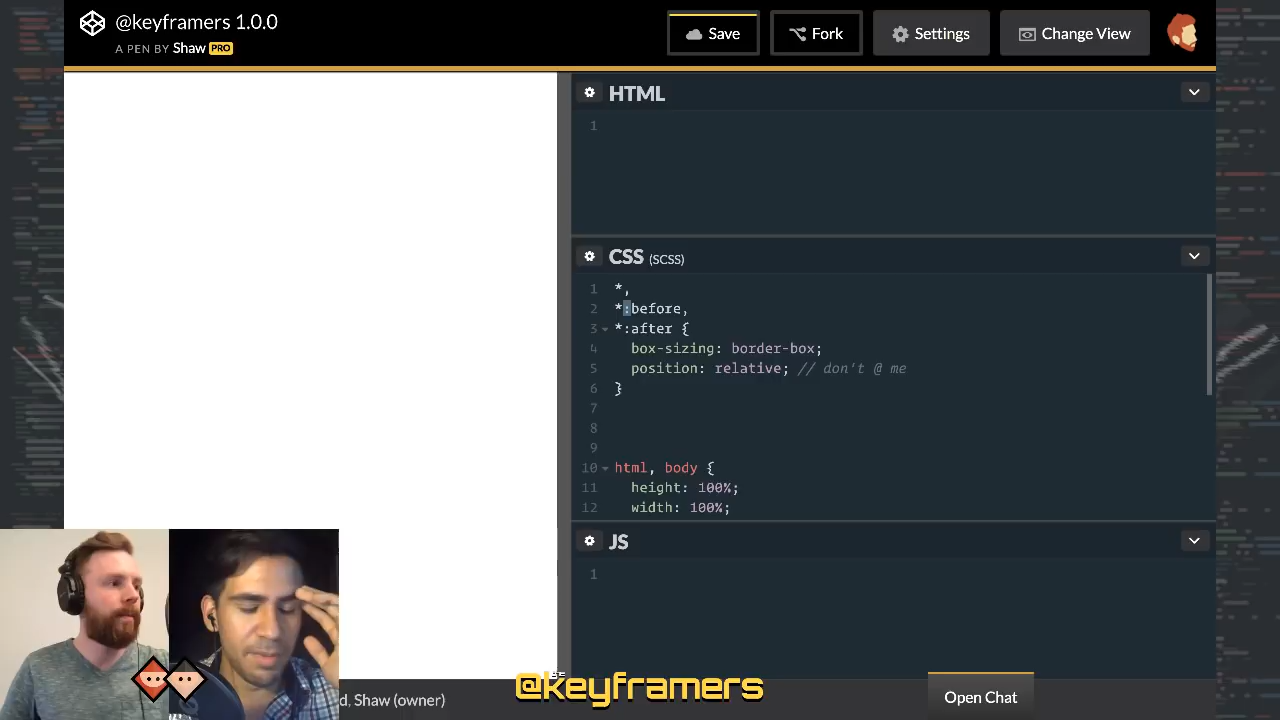 @keyframers 1.0.0
A PEN BY Shaw PRO
Save
Fork
Settings
Change View
HTML
1
CSS (SCSS)
1 *,
2 *:before,
3 *:after {
4 box-sizing: border-box;
5 position: relative; // don't @ me
6 }
7
8
9
10 html, body {
11 height: 100%;
12 width: 100%;
JS
1
d, Shaw (owner)
@keyframers
Open Chat